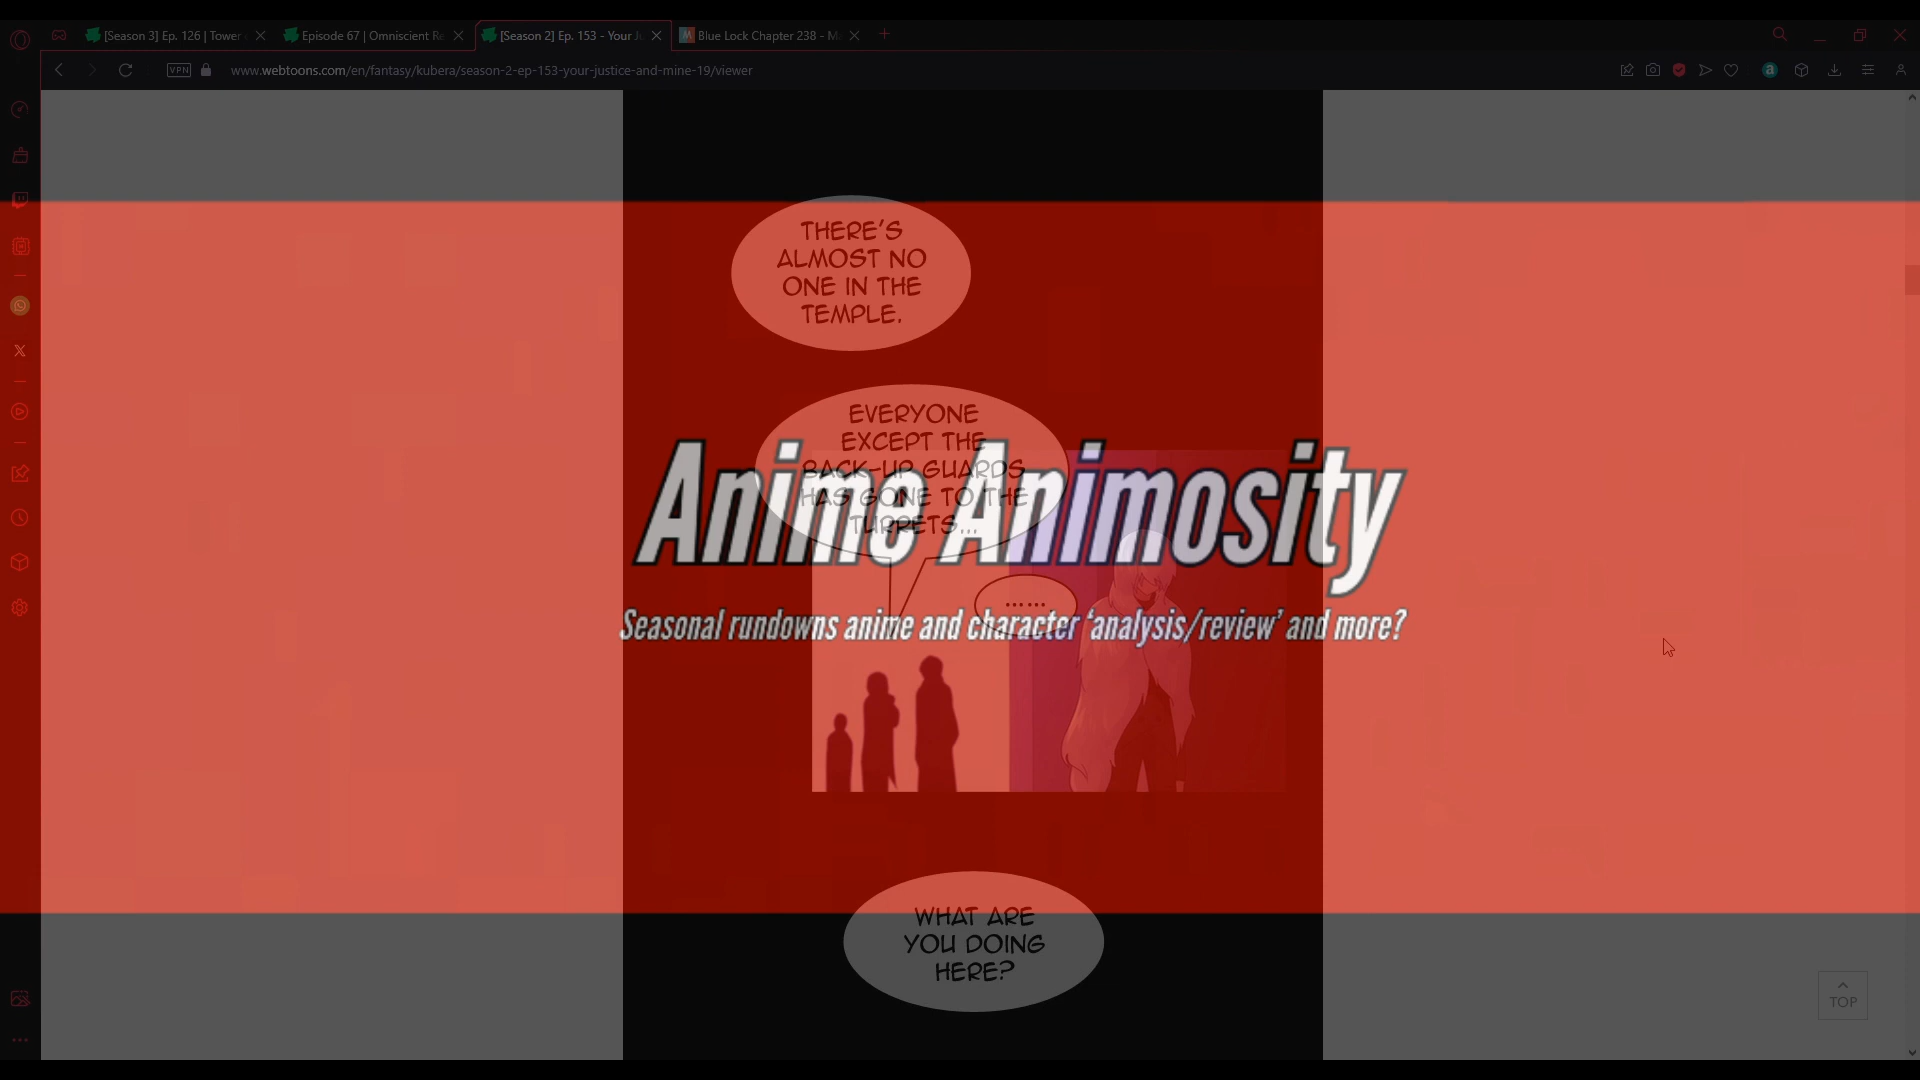 [Season 3] Ep. 126 | Tower
Episode 67 | Omniscient Re
[Season 2] Ep. 153 - Your Ju
Blue Lock Chapter 238 - M
VPN
www.webtoons.com/en/fantasy/kubera/season-2-ep-153-your-justice-and-mine-19/viewer
THERE'S
ALMOST NO
ONE IN THE
TEMPLE.
EVERYONE
EXCEPT THE
BACK-UP GUARDS
HAS GONE TO THE
TURRETS...
Anime Animosity
......
Seasonal rundowns anime and character 'analysis/review' and more?
WHAT ARE
YOU DOING
HERE?
TOP